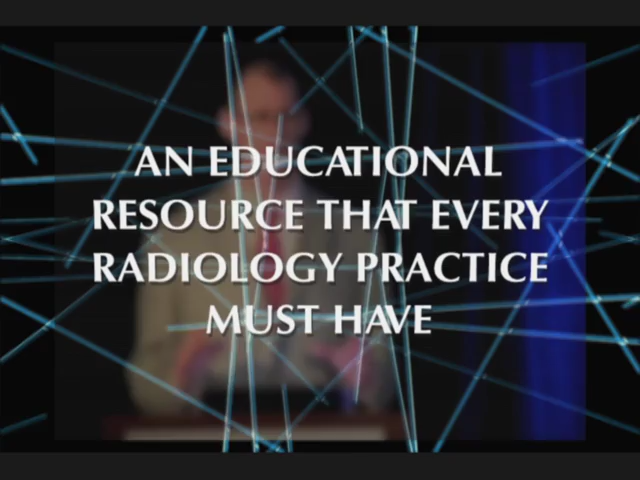 AN EDUCATIONAL
RESOURCE THAT EVERY
RADIOLOGY PRACTICE
MUST HAVE